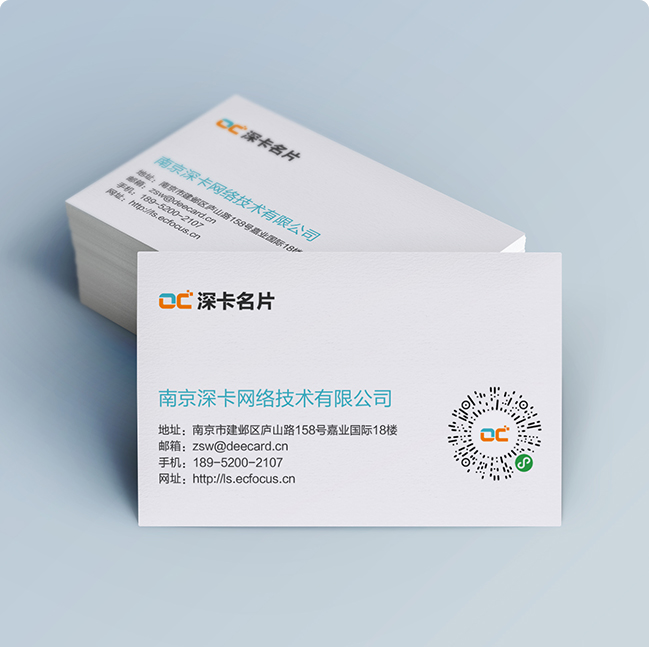 深卡名片
南京深卡网络技术有限公司
地址：南京市建邺区庐山路158号嘉业国际18楼
邮箱：zsw@deecard.cn
手机：189-5200-2107
网址：http://ls.ecfocus.cn
深卡名片
南京深卡网络技术有限公司
地址：南京市建邺区庐山路158号嘉业国际18楼
邮箱：zsw@deecard.cn
手机：189-5200-2107
网址：http://ls.ecfocus.cn